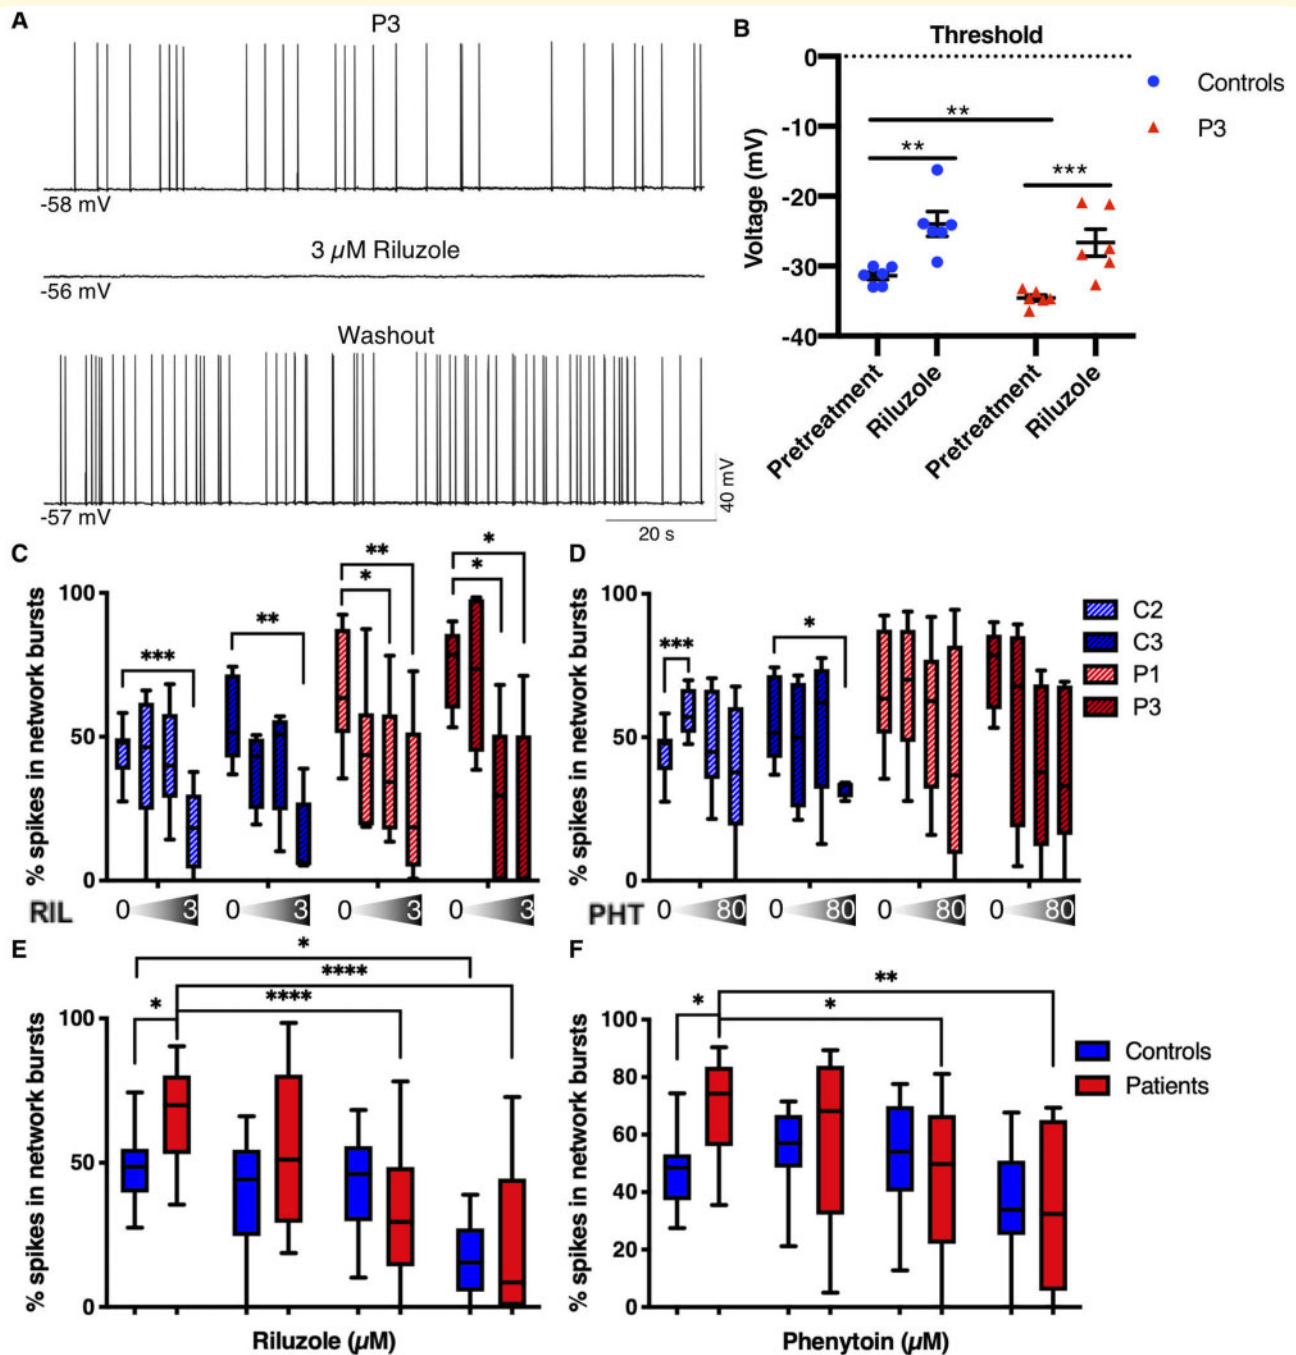 A
P3
-58 mV
3 µM Riluzole
-56 mV
Washout
-57 mV
40 mV
20 s
B
Threshold
Voltage (mV)
0
-10
-20
-30
-40
**
**
***
Pretreatment
Riluzole
Pretreatment
Riluzole
Controls
P3
C
% spikes in network bursts
100
50
0
***
**
**
*
*
*
RIL
0 3
0 3
0 3
0 3
D
% spikes in network bursts
100
50
0
***
*
PHT
0 80
0 80
0 80
0 80
C2
C3
P1
P3
E
% spikes in network bursts
100
50
0
*
****
****
*
Riluzole (µM)
F
% spikes in network bursts
100
80
60
40
20
0
**
*
*
Phenytoin (µM)
Controls
Patients